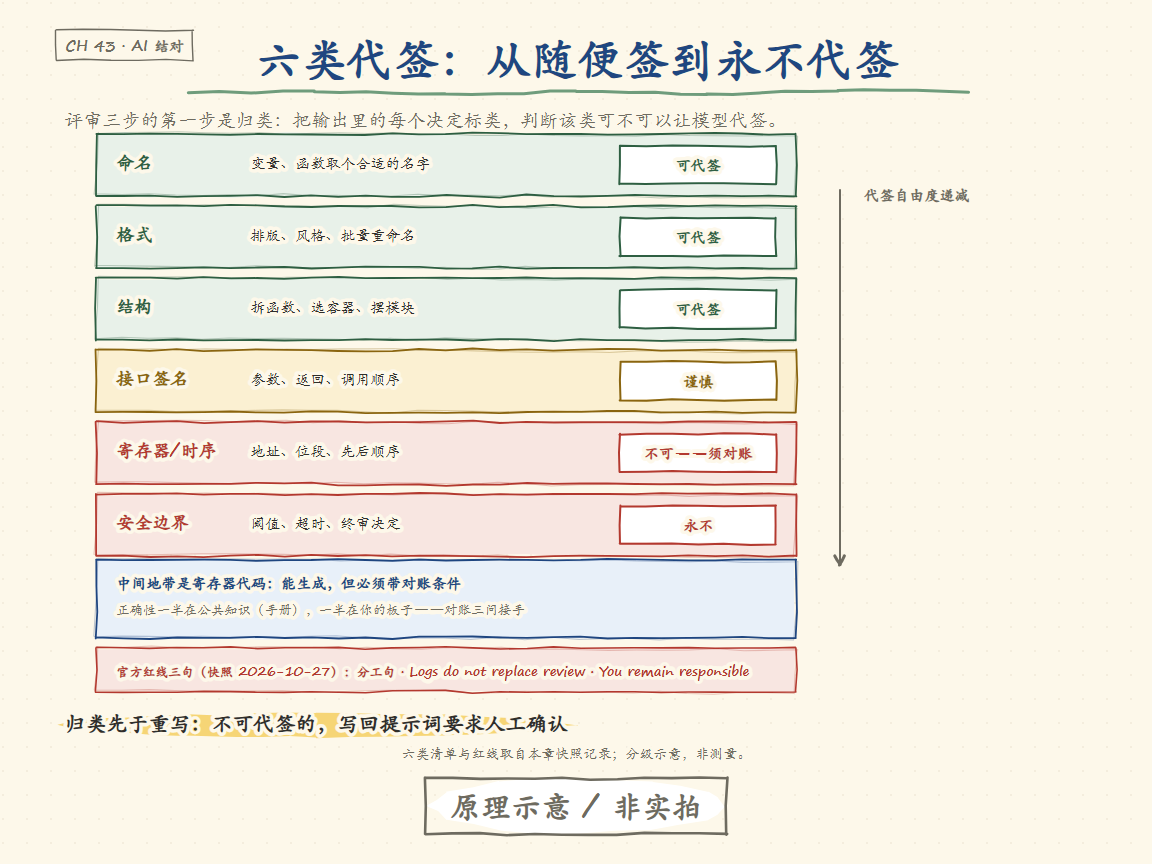 CH 43 · AI 结对
六类代签：从随便签到永不代签
评审三步的第一步是归类：把输出里的每个决定标类，判断该类可不可以让模型代签。
命名 变量、函数取个合适的名字 可代签
代签自由度递减
格式 排版、风格、批量重命名 可代签
结构 拆函数、选容器、摆模块 可代签
接口签名 参数、返回、调用顺序 谨慎
寄存器/时序 地址、位段、先后顺序 不可——须对账
安全边界 阈值、超时、终审决定 永不
中间地带是寄存器代码：能生成，但必须带对账条件
正确性一半在公共知识（手册），一半在你的板子——对账三问接手
官方红线三句（快照 2026-10-27）：分工句 · Logs do not replace review · You remain responsible
归类先于重写：不可代签的，写回提示词要求人工确认
六类清单与红线取自本章快照记录；分级示意，非测量。
原理示意 / 非实拍